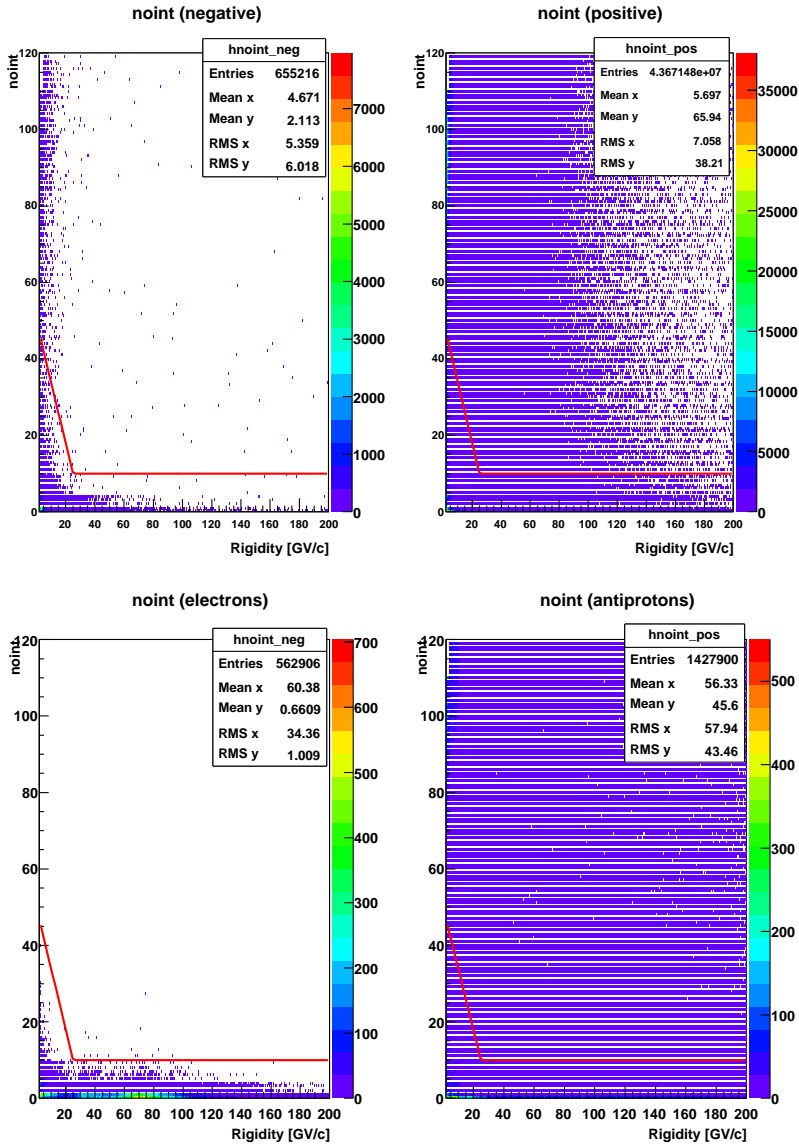 noint (negative)
noint
120
100
80
60
40
20
0
20 40 60 80 100 120 140 160 180 200
Rigidity [GV/c]
hnoint_neg
Entries 655216
Mean x 4.671
Mean y 2.113
RMS x 5.359
RMS y 6.018
7000
6000
5000
4000
3000
2000
1000
0
noint (positive)
noint
120
100
80
60
40
20
0
20 40 60 80 100 120 140 160 180 200
Rigidity [GV/c]
hnoint_pos
Entries 4.367148e+07
Mean x 5.697
Mean y 65.94
RMS x 7.058
RMS y 38.21
35000
30000
25000
20000
15000
10000
5000
0
noint (electrons)
noint
120
100
80
60
40
20
0
20 40 60 80 100 120 140 160 180 200
Rigidity [GV/c]
hnoint_neg
Entries 562906
Mean x 60.38
Mean y 0.6609
RMS x 34.36
RMS y 1.009
700
600
500
400
300
200
100
0
noint (antiprotons)
noint
120
100
80
60
40
20
0
20 40 60 80 100 120 140 160 180 200
Rigidity [GV/c]
hnoint_pos
Entries 1427900
Mean x 56.33
Mean y 45.6
RMS x 57.94
RMS y 43.46
500
400
300
200
100
0